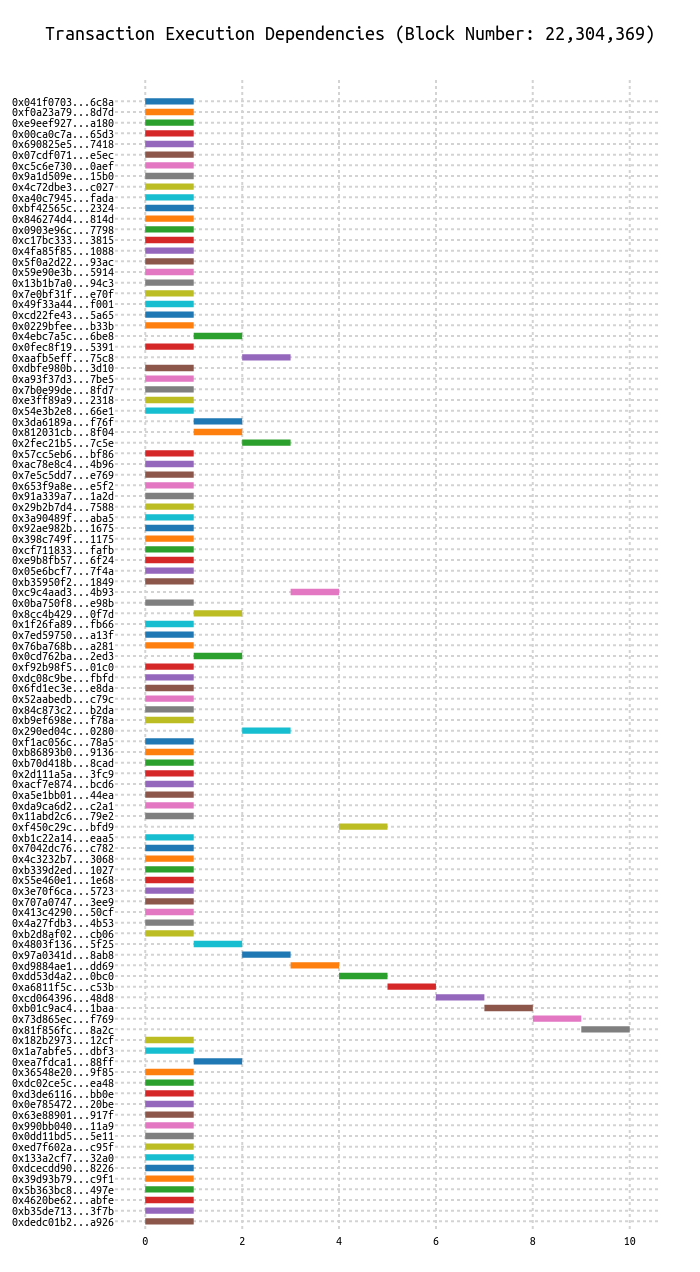 Transaction Execution Dependencies (Block Number: 22,304,369)
0x041f0703...6c8a
0xf0a23a79...8d7d
0xe9eef927...a180
0x00ca0c7a...65d3
0x690825e5...7418
0x07cdf071...e5ec
0xc5c6e730...0aef
0x9a1d509e...15b0
0x4c72dbe3...c027
0xa40c7945...fada
0xbf42565c...2324
0x846274d4...814d
0x0903e96c...7798
0xc17bc333...3815
0x4fa85f85...1088
0x5f0a2d22...93ac
0x59e90e3b...5914
0x13b1b7a0...94c3
0x7e0bf31f...e70f
0x49f33a44...f001
0xcd22fe43...5a65
0x0229bfee...b33b
0x4ebc7a5c...6be8
0x0fec8f19...5391
0xaafb5eff...75c8
0xdbfe980b...3d10
0xa93f37d3...7be5
0x7b0e99de...8fd7
0xe3ff89a9...2318
0x54e3b2e8...66e1
0x3da6189a...f76f
0x812031cb...8f04
0x2fec21b5...7c5e
0x57cc5eb6...bf86
0xac78e8c4...4b96
0x7e5c5dd7...e769
0x653f9a8e...e5f2
0x91a339a7...1a2d
0x29b2b7d4...7588
0x3a90489f...aba5
0x92ae982b...1675
0x398c749f...1175
0xcf711833...fafb
0xe9b8fb57...6f24
0x05e6bcf7...7f4a
0xb35950f2...1849
0xc9c4aad3...4b93
0x0ba750f8...e98b
0x8cc4b429...0f7d
0x1f26fa89...fb66
0x7ed59750...a13f
0x76ba768b...a281
0x0cd762ba...2ed3
0xf92b98f5...01c0
0xdc08c9be...fbfd
0x6fd1ec3e...e8da
0x52aabedb...c79c
0x84c873c2...b2da
0xb9ef698e...f78a
0x290ed04c...0280
0xf1ac056c...78a5
0xb86893b0...9136
0xb70d418b...8cad
0x2d111a5a...3fc9
0xacf7e874...bcd6
0xa5e1bb01...44ea
0xda9ca6d2...c2a1
0x11abd2c6...79e2
0xf450c29c...bfd9
0xb1c22a14...eaa5
0x7042dc76...c782
0x4c3232b7...3068
0xb339d2ed...1027
0x55e460e1...1e68
0x3e70f6ca...5723
0x707a0747...3ee9
0x413c4290...50cf
0x4a27fdb3...4b53
0xb2d8af02...cb06
0x4803f136...5f25
0x97a0341d...8ab8
0xd9884ae1...dd69
0xdd53d4a2...0bc0
0xa6811f5c...c53b
0xcd064396...48d8
0xb01c9ac4...1baa
0x73d865ec...f769
0x81f856fc...8a2c
0x182b2973...12cf
0x1a7abfe5...dbf3
0xea7fdca1...88ff
0x36548e20...9f85
0xdc02ce5c...ea48
0xd3de6116...bb0e
0x0e785472...20be
0x63e88901...917f
0x990bb040...11a9
0x0dd11bd5...5e11
0xed7f602a...c95f
0x133a2cf7...32a0
0xdcecdd90...8226
0x39d93b79...c9f1
0x5b363bc8...497e
0x4620be62...abfe
0xb35de713...3f7b
0xdedc01b2...a926
0 2 4 6 8 10